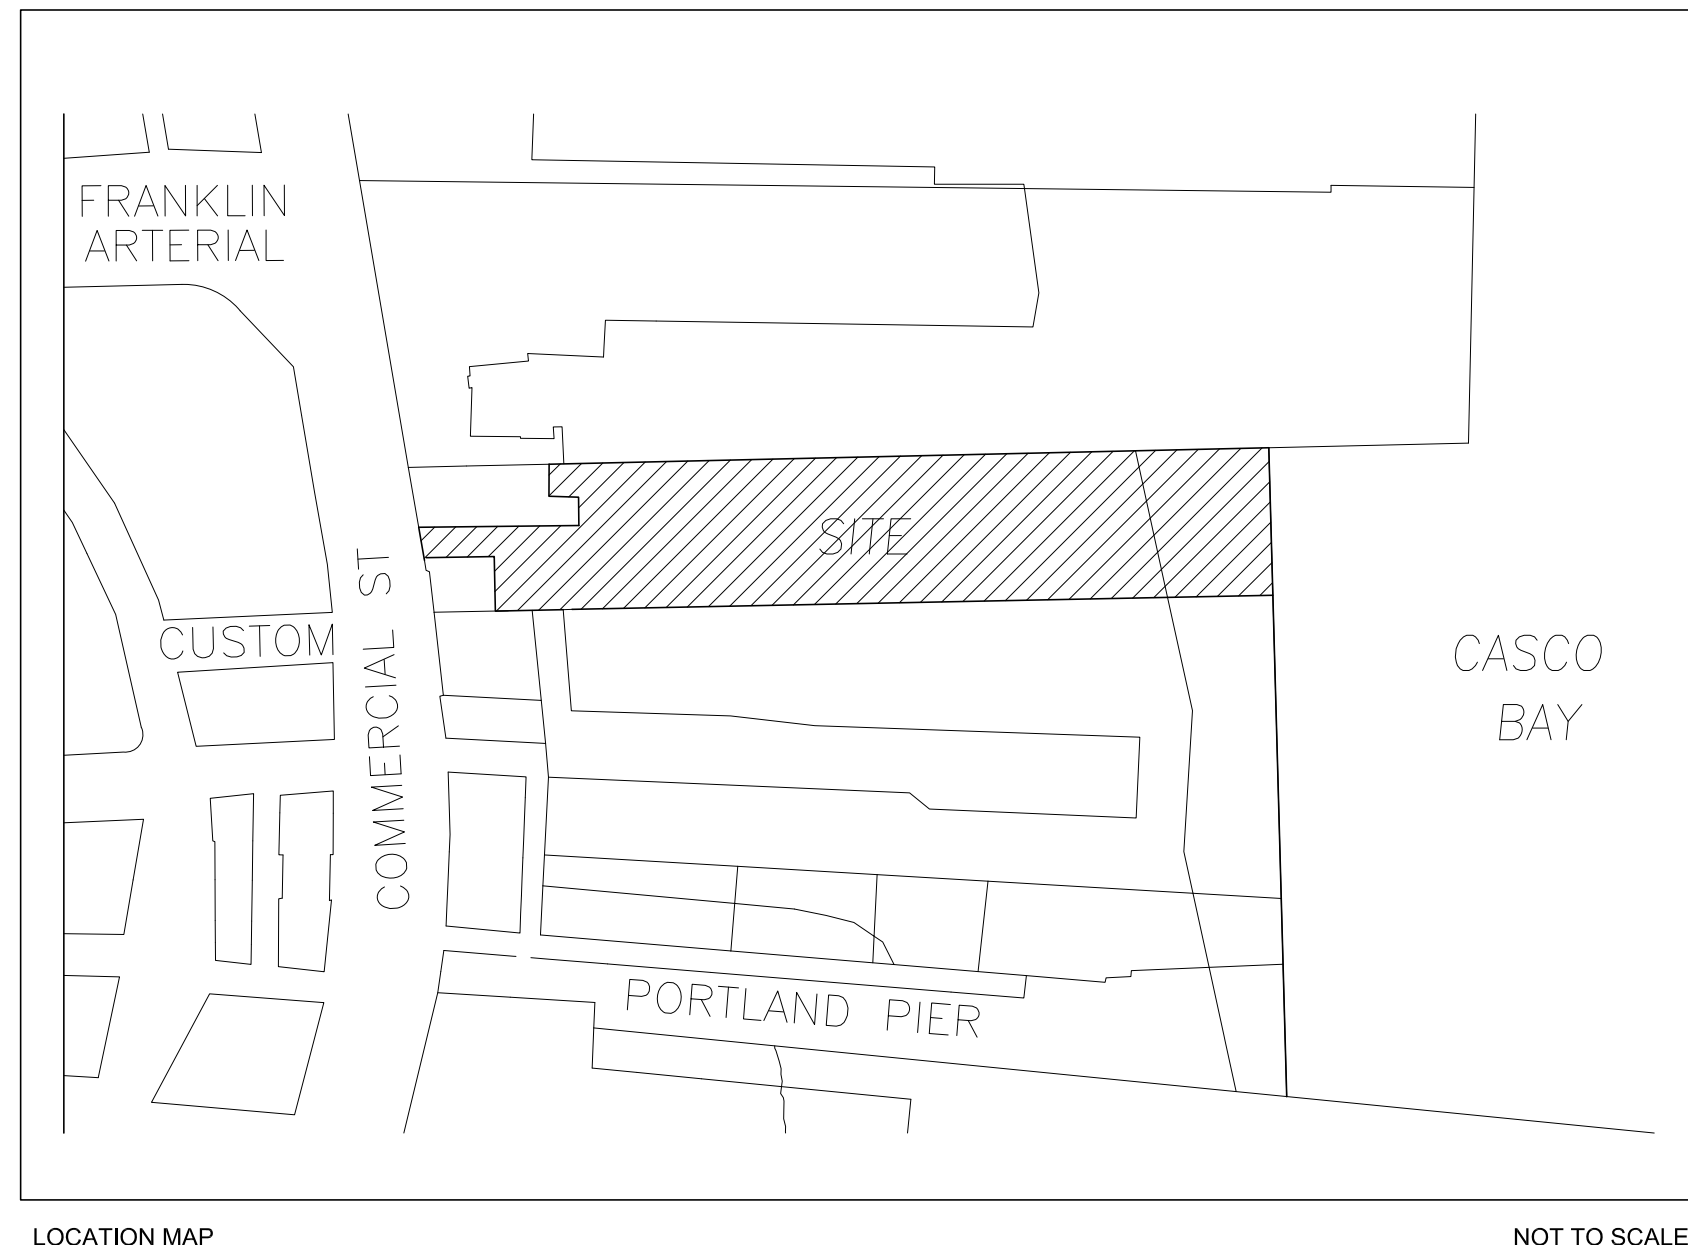 FRANKLIN
ARTERIAL
SITE
CUSTOM
COMMERCIAL ST
CASCO
BAY
PORTLAND PIER
LOCATION MAP
NOT TO SCALE